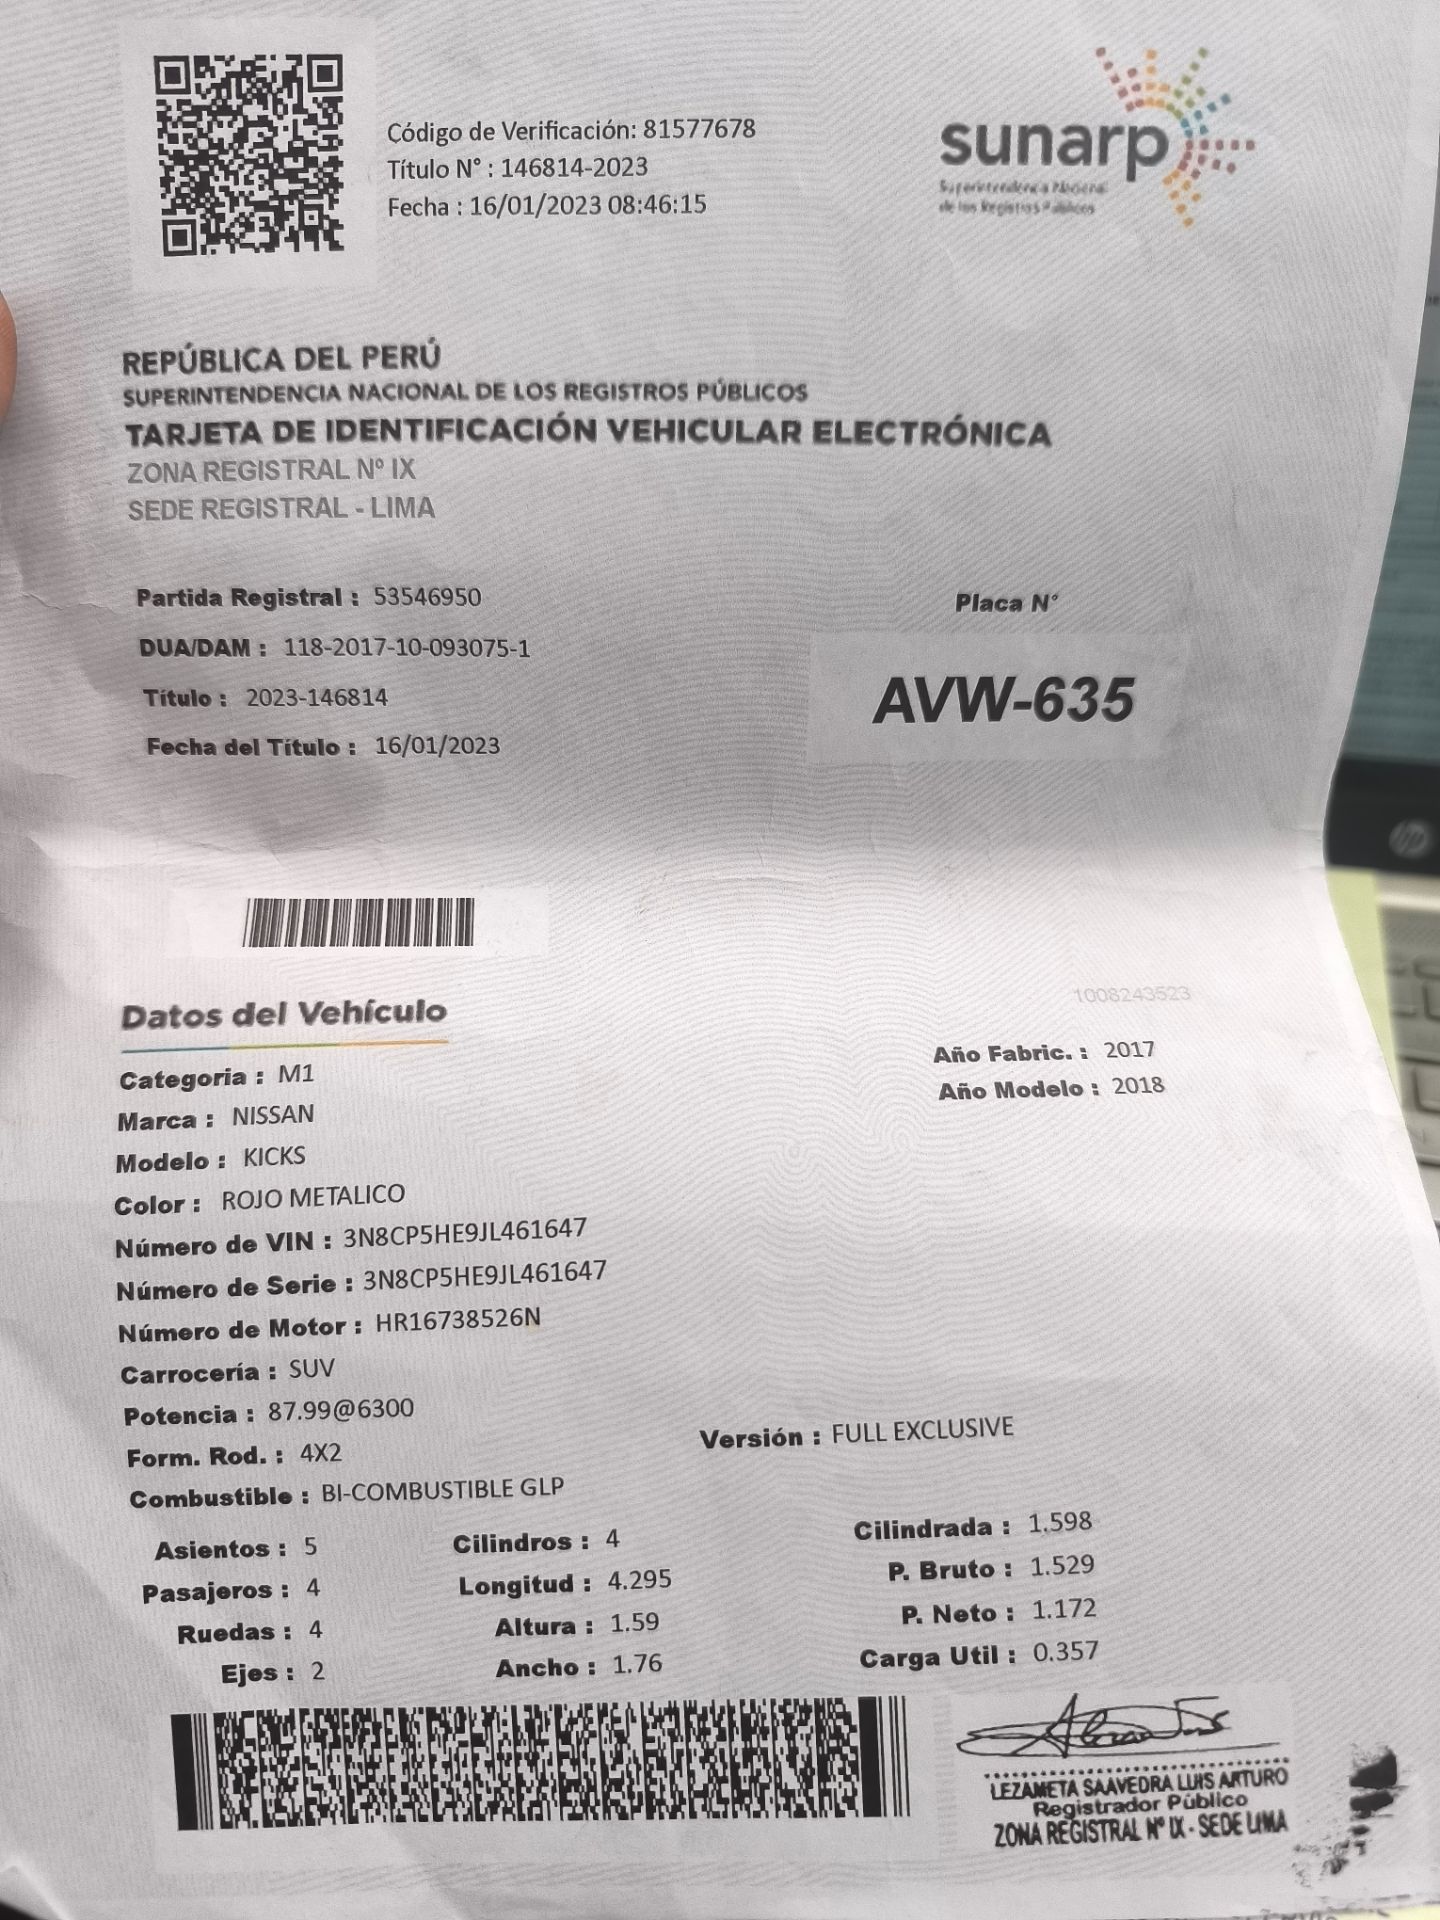 Código de Verificación: 81577678
Título N° : 146814-2023
Fecha : 16/01/2023 08:46:15
sunarp
Superintendencia Nacional
de los Registros Públicos
REPÚBLICA DEL PERÚ
SUPERINTENDENCIA NACIONAL DE LOS REGISTROS PÚBLICOS
TARJETA DE IDENTIFICACIÓN VEHICULAR ELECTRÓNICA
ZONA REGISTRAL Nº IX
SEDE REGISTRAL - LIMA
Partida Registral : 53546950
DUA/DAM : 118-2017-10-093075-1
Título : 2023-146814
Fecha del Título : 16/01/2023
Placa N°
AVW-635
Datos del Vehículo
1008243523
Año Fabric. : 2017
Año Modelo : 2018
Categoria : M1
Marca : NISSAN
Modelo : KICKS
Color : ROJO METALICO
Número de VIN : 3N8CP5HE9JL461647
Número de Serie : 3N8CP5HE9JL461647
Número de Motor : HR16738526N
Carrocería : SUV
Potencia : 87.99@6300
Form. Rod. : 4X2
Versión : FULL EXCLUSIVE
Combustible : BI-COMBUSTIBLE GLP
Asientos : 5
Pasajeros : 4
Ruedas : 4
Ejes : 2
Cilindros : 4
Longitud : 4.295
Altura : 1.59
Ancho : 1.76
Cilindrada : 1.598
P. Bruto : 1.529
P. Neto : 1.172
Carga Util : 0.357
LEZAMETA SAAVEDRA LUIS ARTURO
Registrador Público
ZONA REGISTRAL Nº IX - SEDE LIMA
hp